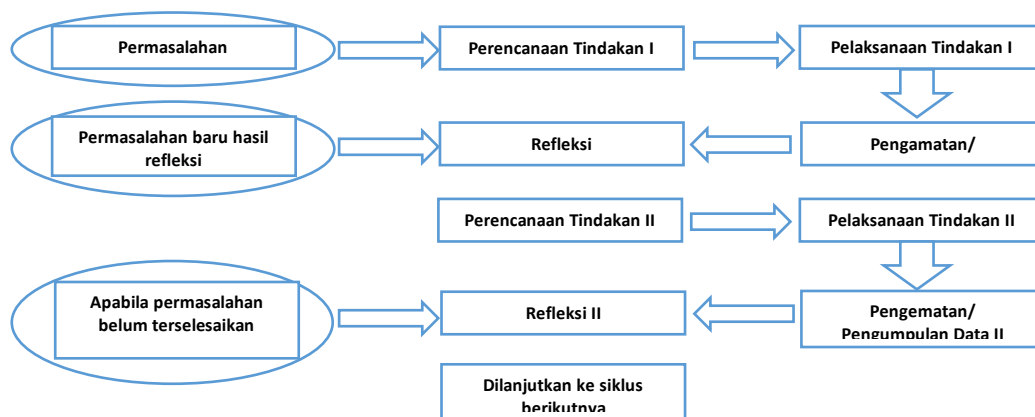 Permasalahan
Perencanaan Tindakan I
Pelaksanaan Tindakan I
Permasalahan baru hasil
refleksi
Refleksi
Pengamatan/
Perencanaan Tindakan II
Pelaksanaan Tindakan II
Apabila permasalahan
belum terselesaikan
Refleksi II
Pengematan/
Pengumpulan Data II
Dilanjutkan ke siklus
berikutnya